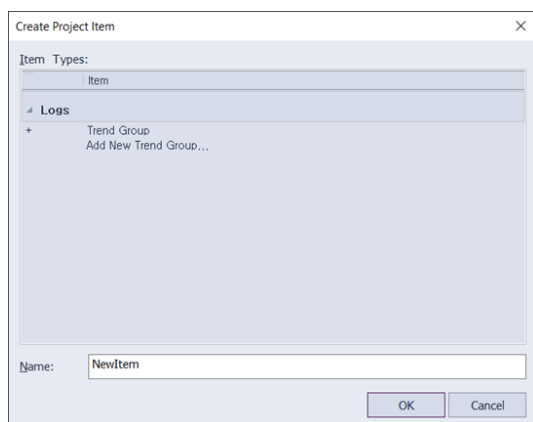 Create Project Item
Item Types:
Item
Logs
+ Trend Group
Add New Trend Group...
Name: NewItem
OK Cancel